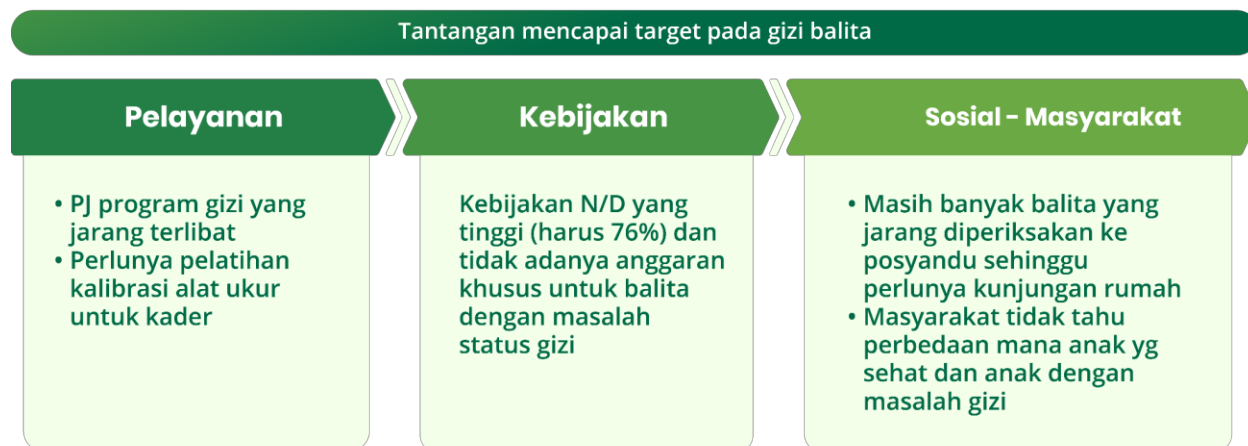 Tantangan mencapai target pada gizi balita
Pelayanan
• PJ program gizi yang
jarang terlibat
• Perlunya pelatihan
kalibrasi alat ukur
untuk kader
Kebijakan
Kebijakan N/D yang
tinggi (harus 76%) dan
tidak adanya anggaran
khusus untuk balita
dengan masalah
status gizi
Sosial – Masyarakat
• Masih banyak balita yang
jarang diperiksakan ke
posyandu sehinggu
perlunya kunjungan rumah
• Masyarakat tidak tahu
perbedaan mana anak yg
sehat dan anak dengan
masalah gizi